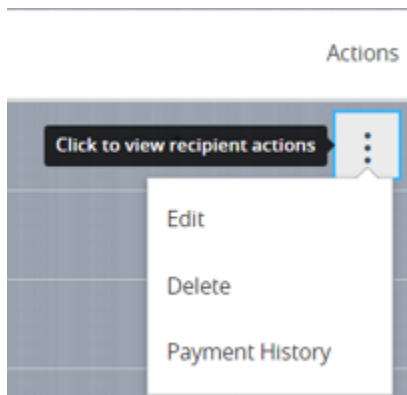 Actions
Click to view recipient actions
Edit
Delete
Payment History